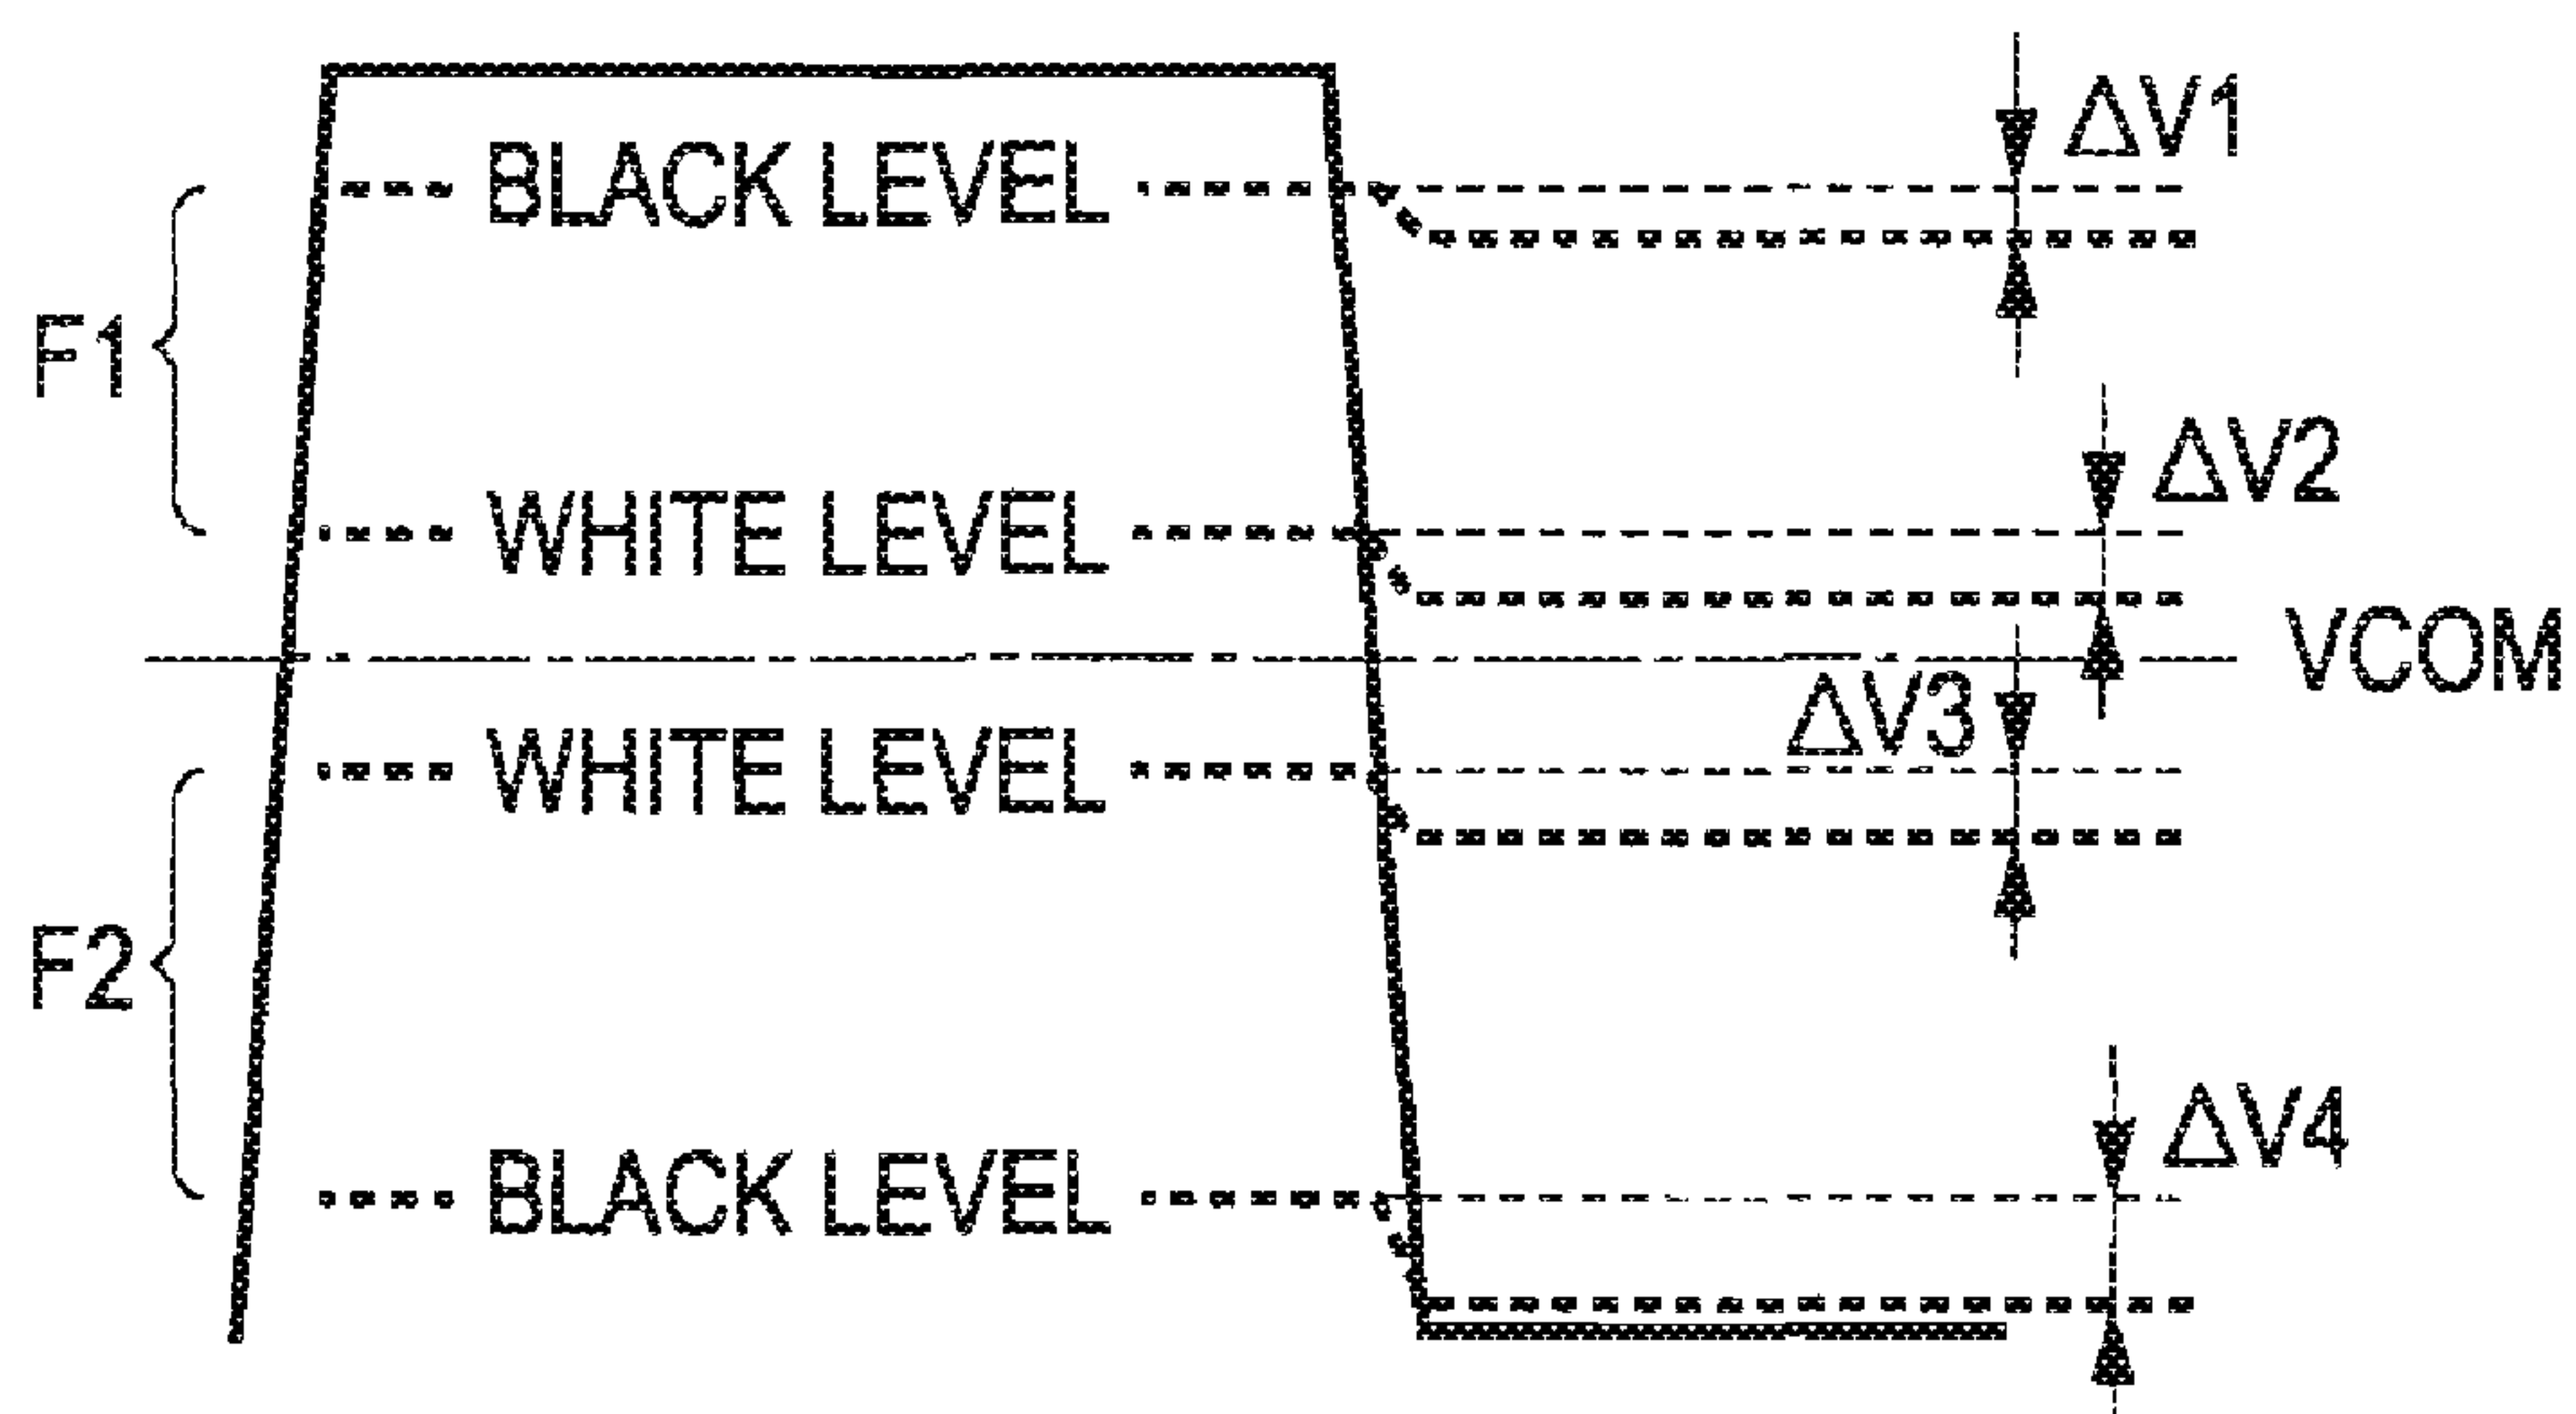 ΔV1
BLACK LEVEL
F1
ΔV2
WHITE LEVEL
VCOM
ΔV3
WHITE LEVEL
F2
ΔV4
BLACK LEVEL